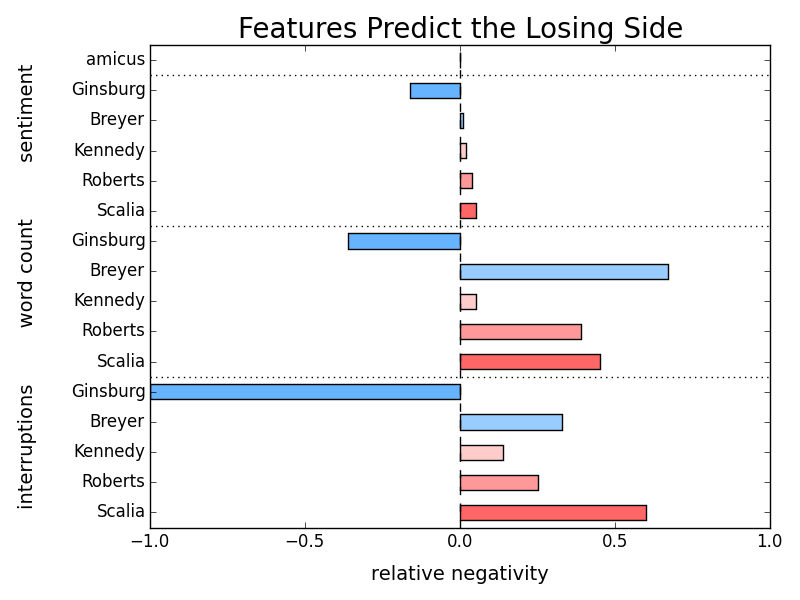 Features Predict the Losing Side
sentiment
amicus
Ginsburg
Breyer
Kennedy
Roberts
Scalia
word count
Ginsburg
Breyer
Kennedy
Roberts
Scalia
interruptions
Ginsburg
Breyer
Kennedy
Roberts
Scalia
−1.0 −0.5 0.0 0.5 1.0
relative negativity